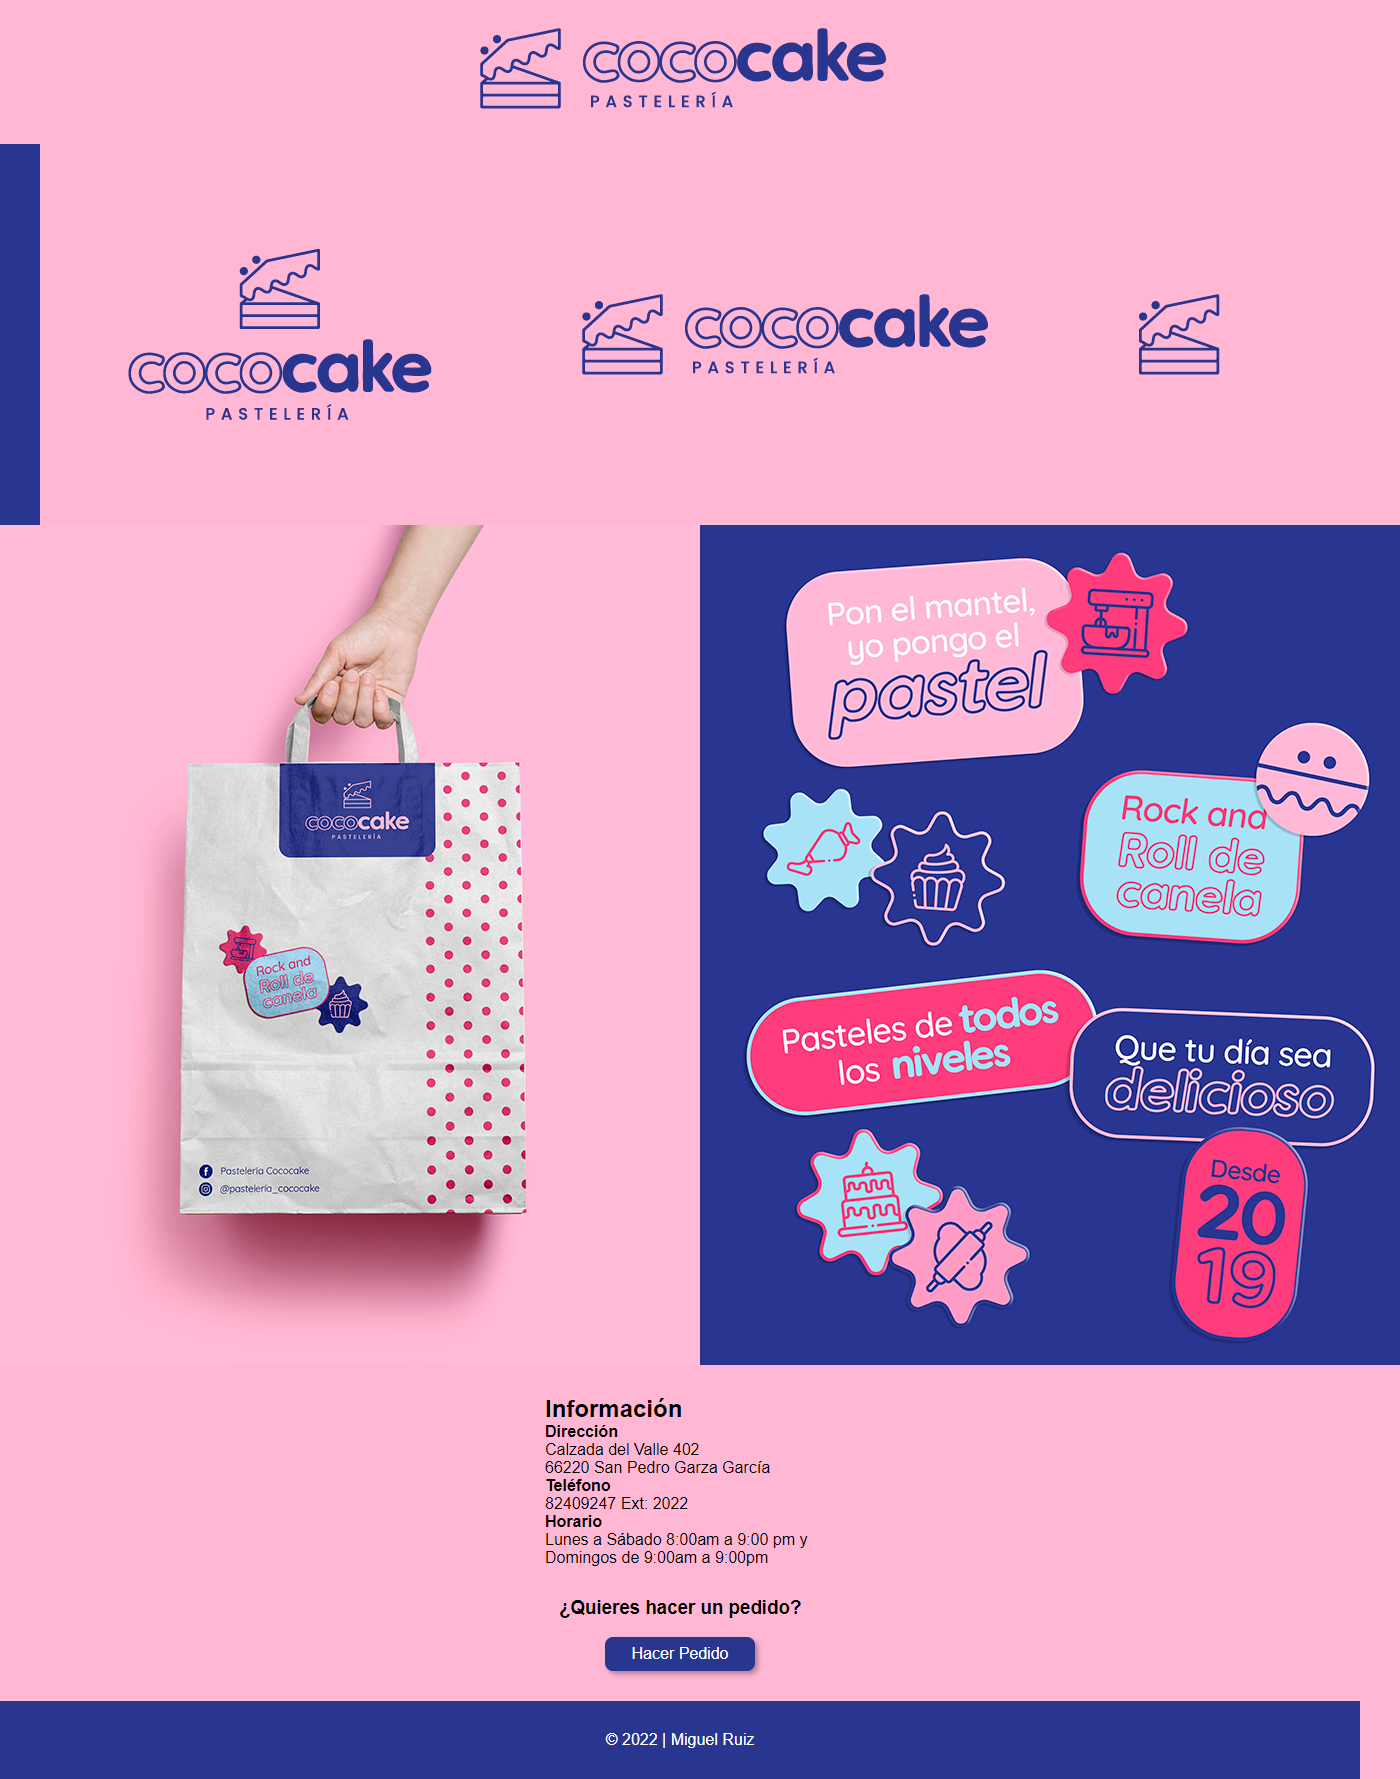 cococake
PASTELERÍA
cococake
PASTELERÍA
cococake
PASTELERÍA
cococake
PASTELERÍA
Rock and
Roll de
canela
Pastelería Cococake
@pastelería_cococake
Pon el mantel,
yo pongo el
pastel
Rock and
Roll de
canela
Pasteles de todos
los niveles
Que tu día sea
delicioso
Desde
20
19
Información
Dirección
Calzada del Valle 402
66220 San Pedro Garza García
Teléfono
82409247 Ext: 2022
Horario
Lunes a Sábado 8:00am a 9:00 pm y
Domingos de 9:00am a 9:00pm
¿Quieres hacer un pedido?
Hacer Pedido
© 2022 | Miguel Ruiz